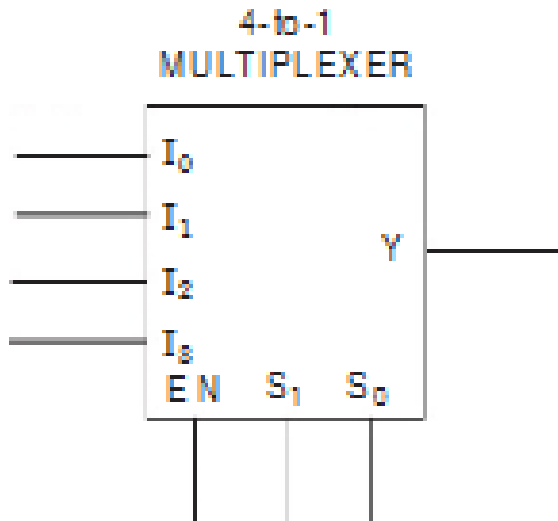 4-to-1
MULTIPLEXER
I₀
I₁
Y
I₂
I₃
EN S₁ S₀